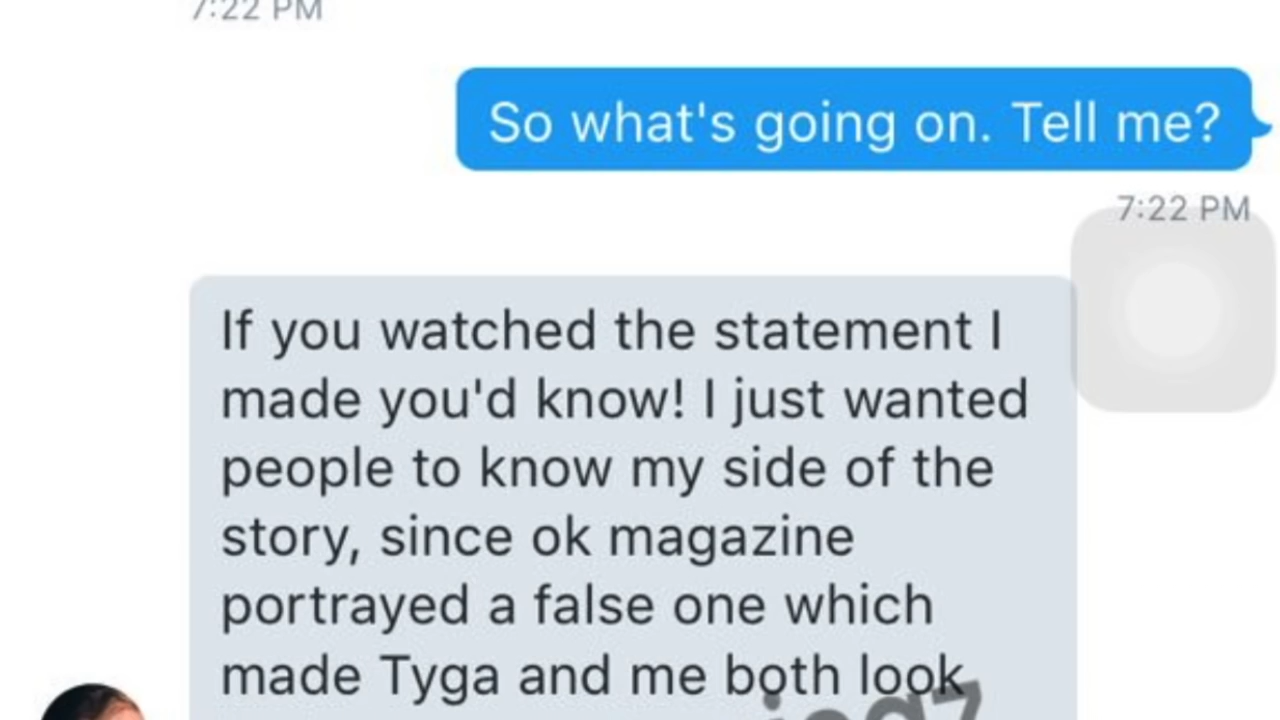 7:22 PM
So what's going on. Tell me?
7:22 PM
If you watched the statement I
made you'd know! I just wanted
people to know my side of the
story, since ok magazine
portrayed a false one which
made Tyga and me both look